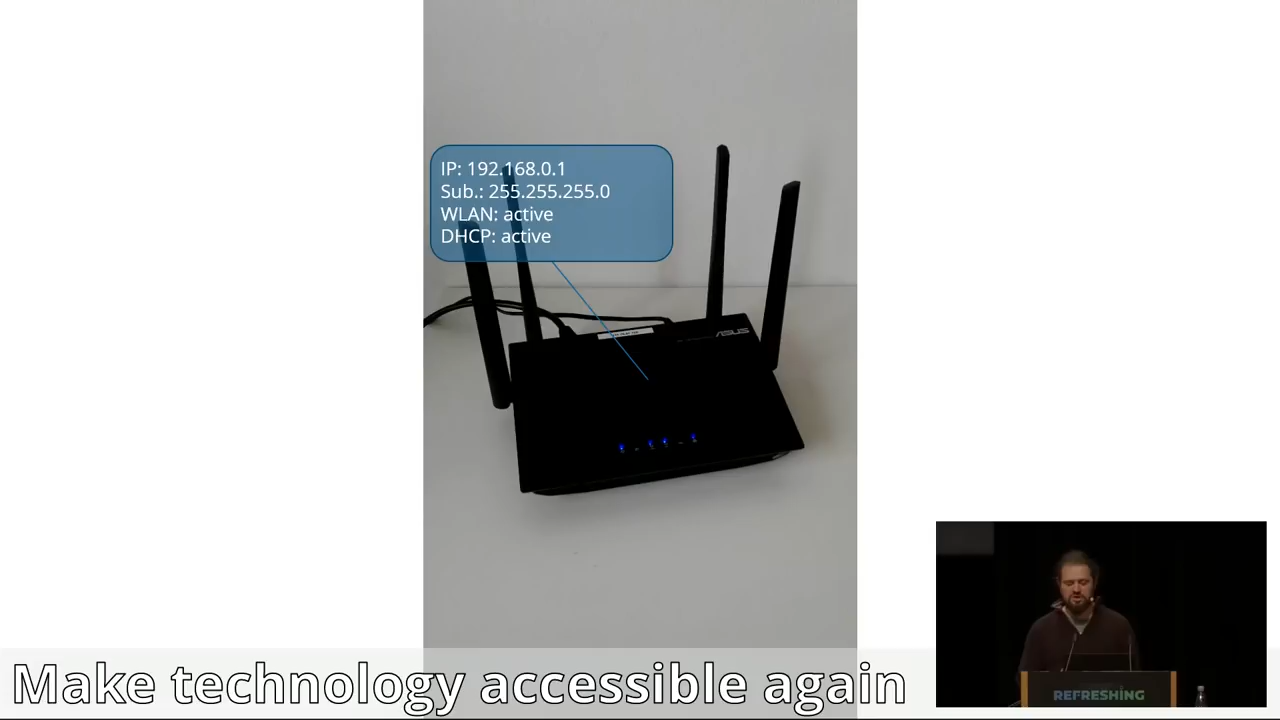 IP: 192.168.0.1
Sub.: 255.255.255.0
WLAN: active
DHCP: active
ASUS
Make technology accessible again
REFRESHING